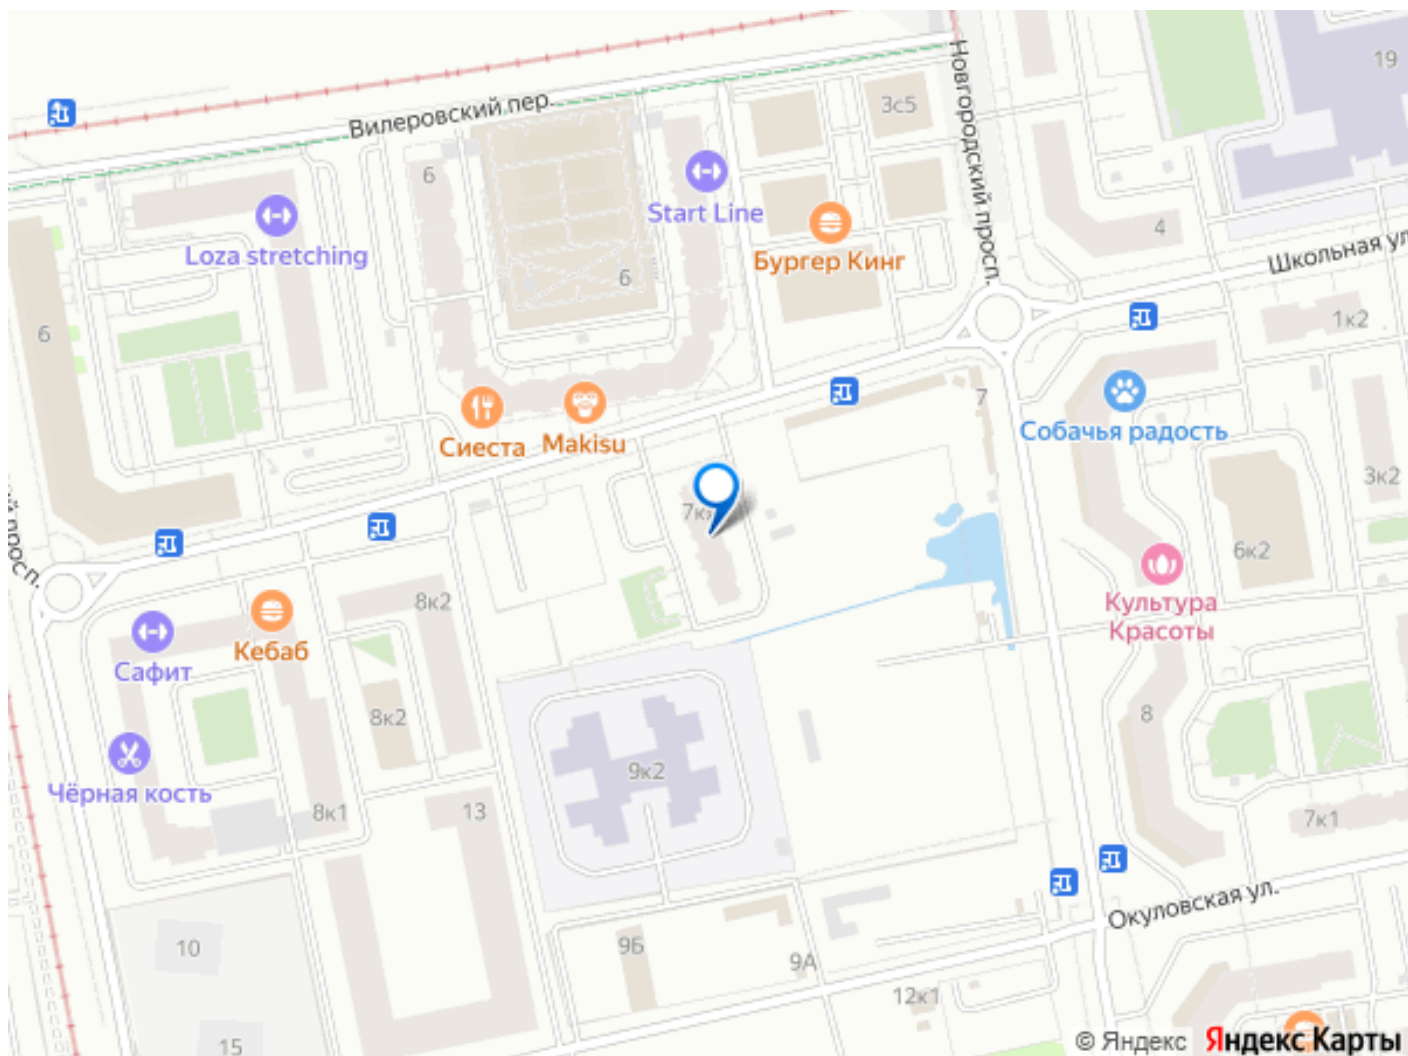 Новгородский просп.
19
3с5
Вилеровский пер.
6
Start Line
4
Loza stretching
Школьная ул
Бургер Кинг
6
6
1к2
7
Сиеста
Makisu
Собачья радость
3к2
7к
6к2
просп.
8к2
Культура
Красоты
Кебаб
Сафит
8к2
8
9к2
Чёрная кость
8к1
13
7к1
Окуловская ул.
10
9Б
9А
12к1
15
© Яндекс
Яндекс Карты